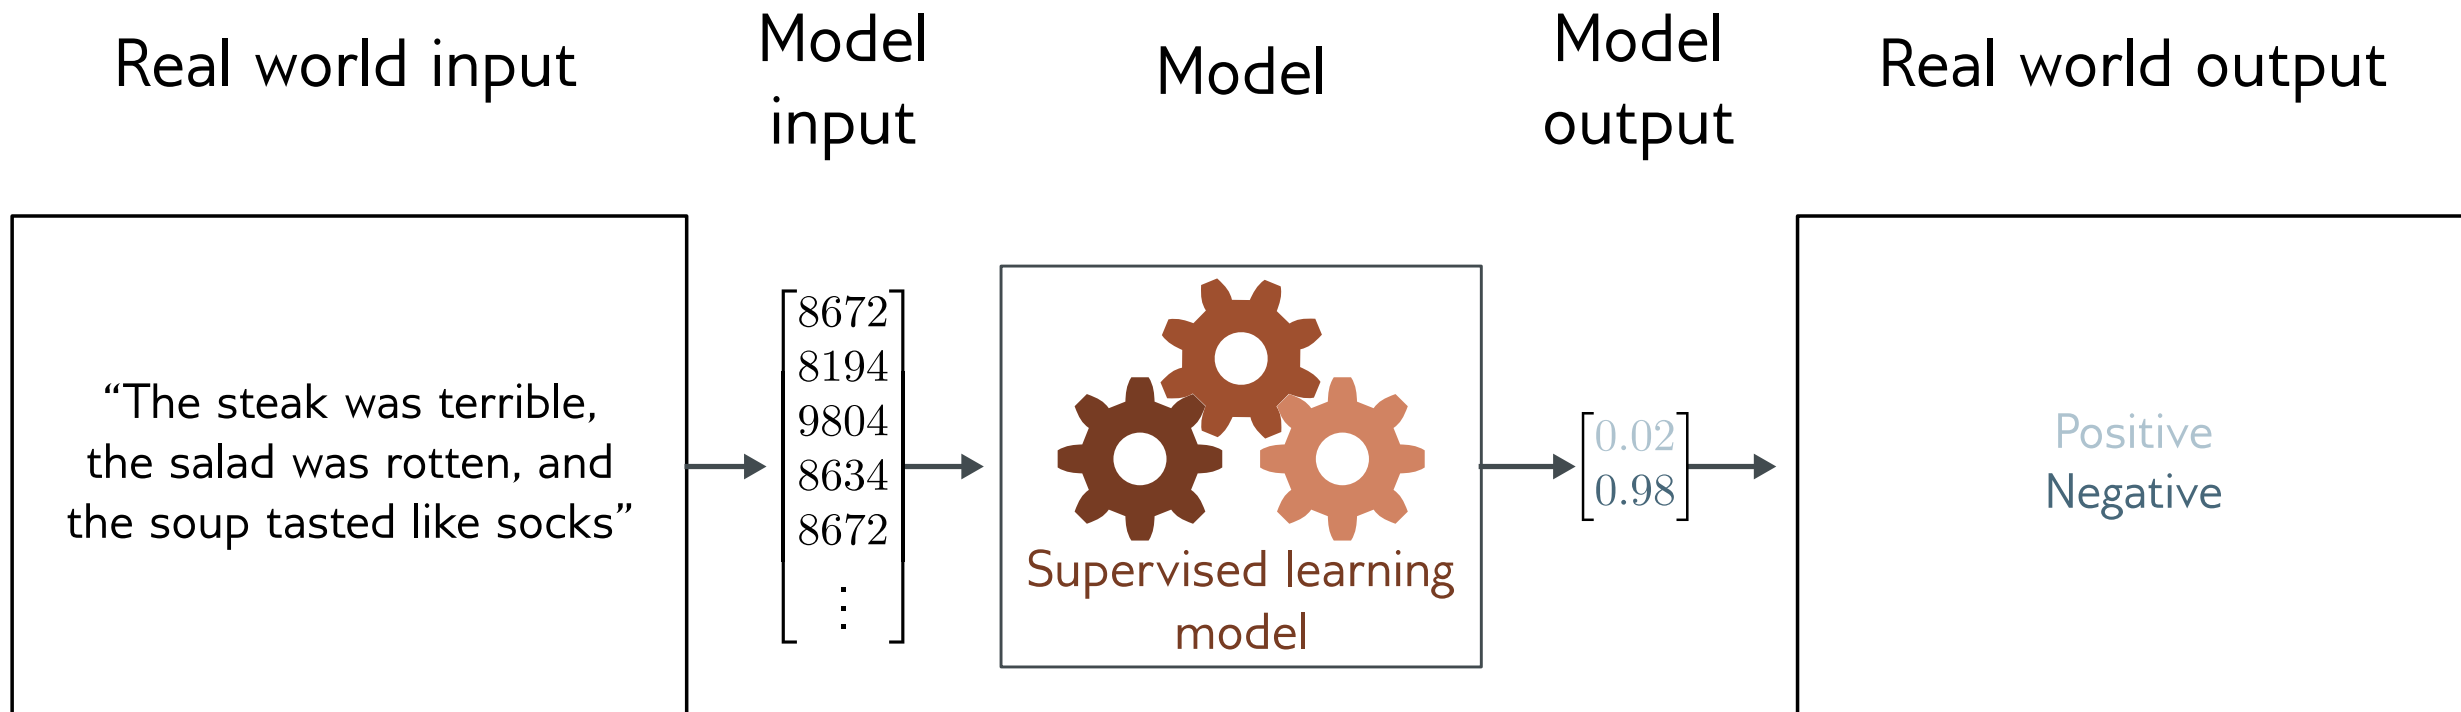 Real world input
Model
input
Model
Model
output
Real world output
“The steak was terrible,
the salad was rotten, and
the soup tasted like socks”
8672
8194
9804
8634
8672
⋮
Supervised learning
model
0.02
0.98
Positive
Negative